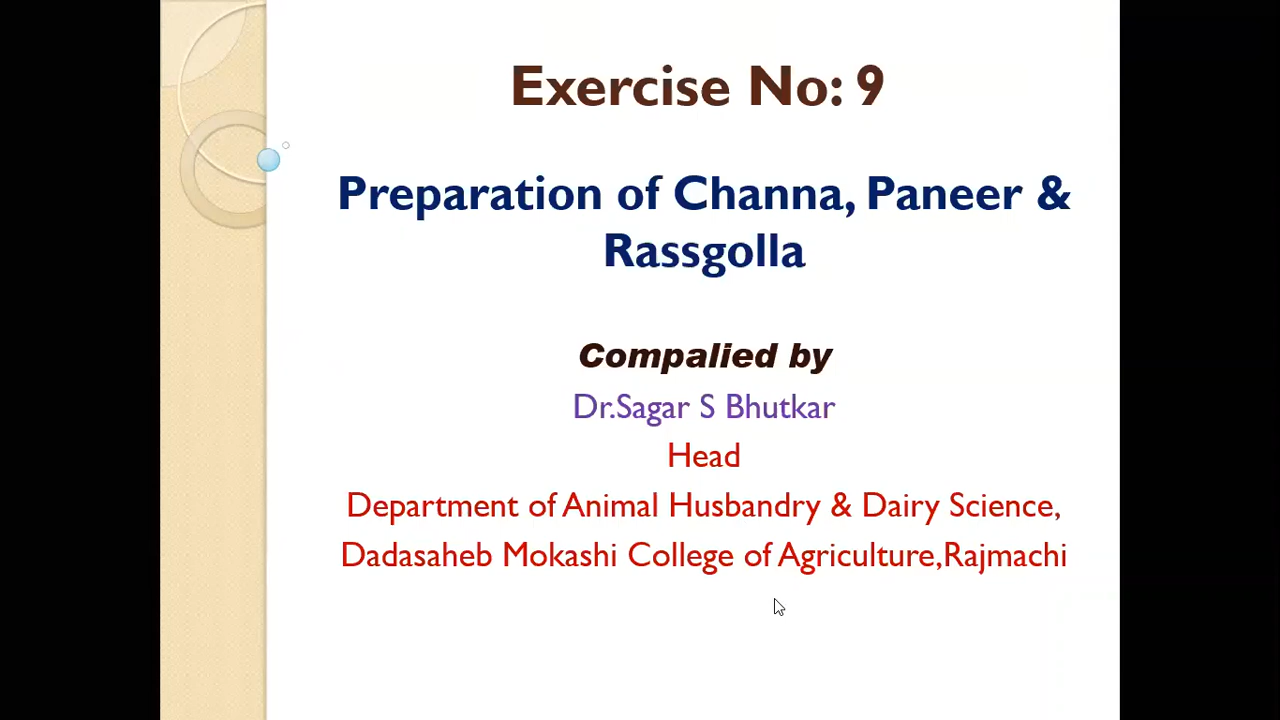 Exercise No: 9
Preparation of Channa, Paneer &
Rassgolla
Compalied by
Dr.Sagar S Bhutkar
Head
Department of Animal Husbandry & Dairy Science,
Dadasaheb Mokashi College of Agriculture,Rajmachi